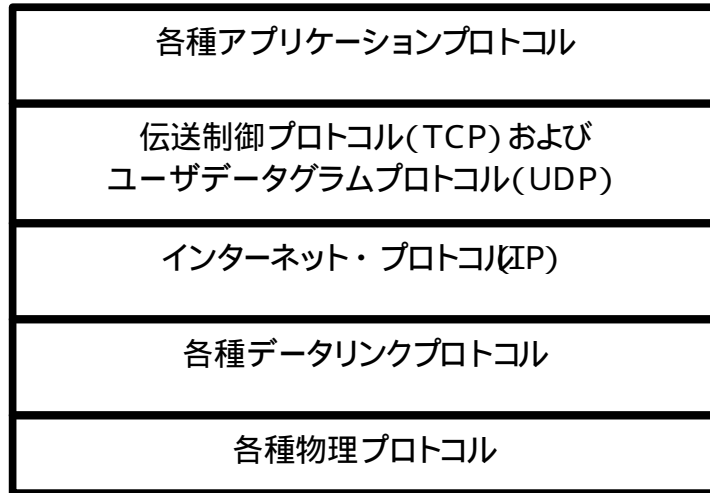 各種アプリケーションプロトコル
伝送制御プロトコル(TCP)および
ユーザデータグラムプロトコル(UDP)
インターネット・プロトコル(IP)
各種データリンクプロトコル
各種物理プロトコル